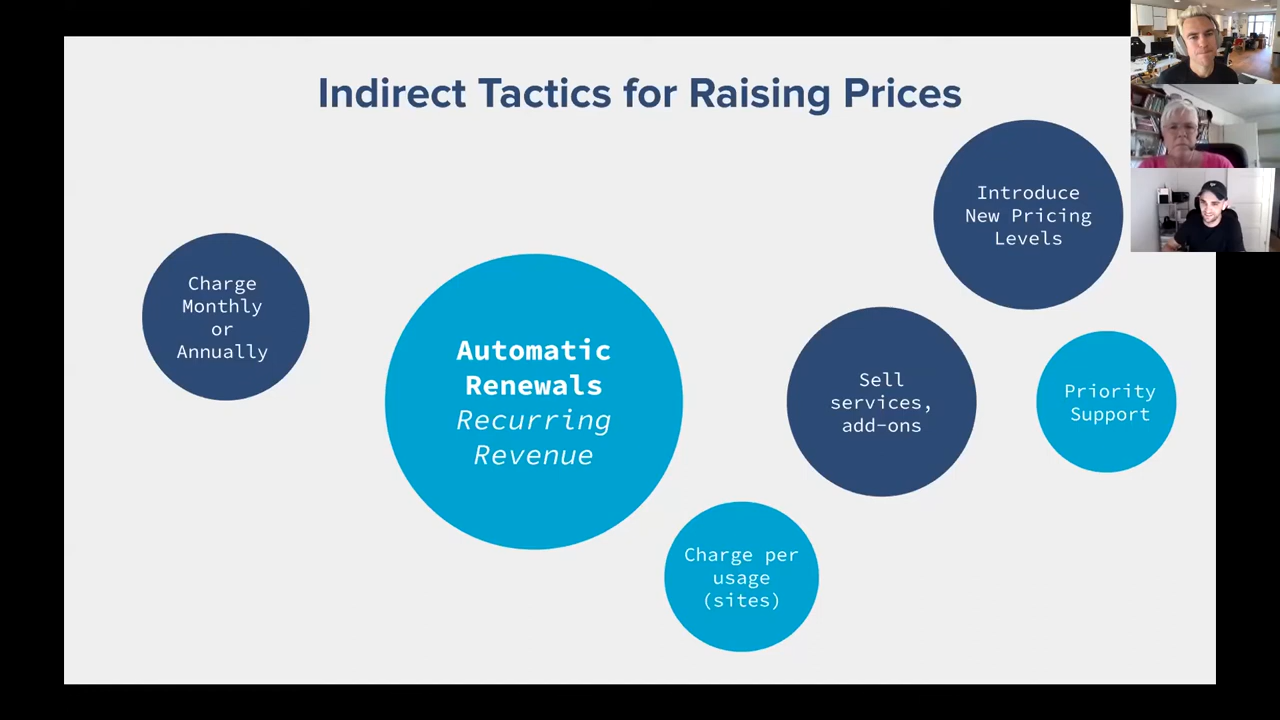 Indirect Tactics for Raising Prices
Introduce
New Pricing
Levels
Charge
Monthly
or
Annually
Automatic
Renewals
Recurring
Revenue
Sell
services,
add-ons
Priority
Support
Charge per
usage
(sites)